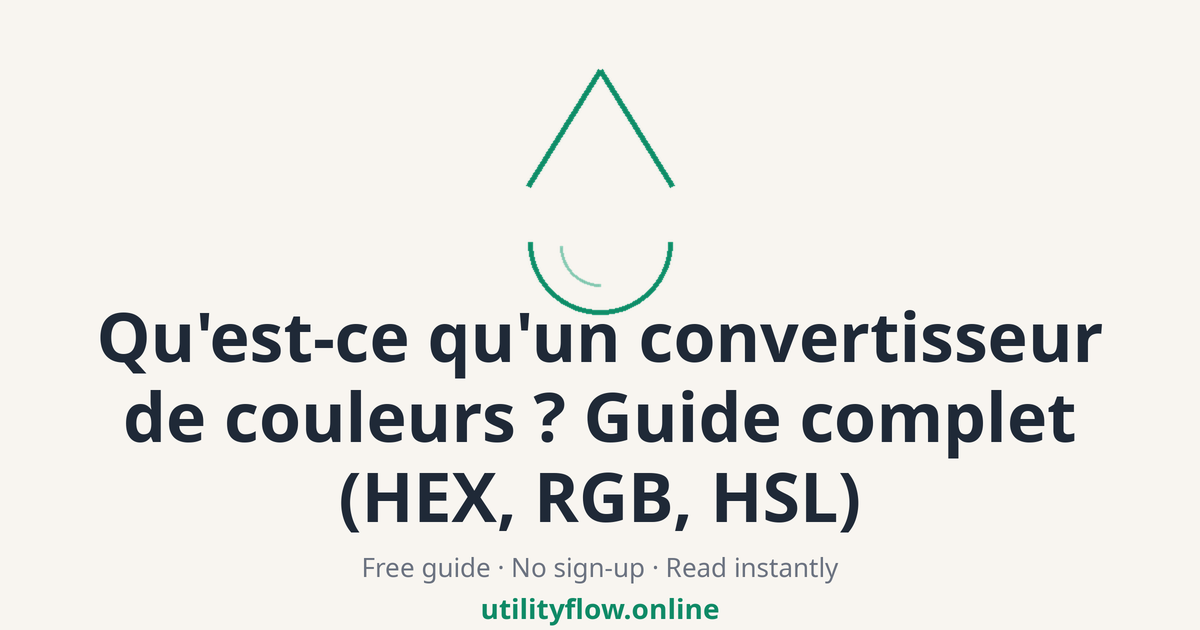 Qu'est-ce qu'un convertisseur
de couleurs ? Guide complet
(HEX, RGB, HSL)
Free guide · No sign-up · Read instantly
utilityflow.online